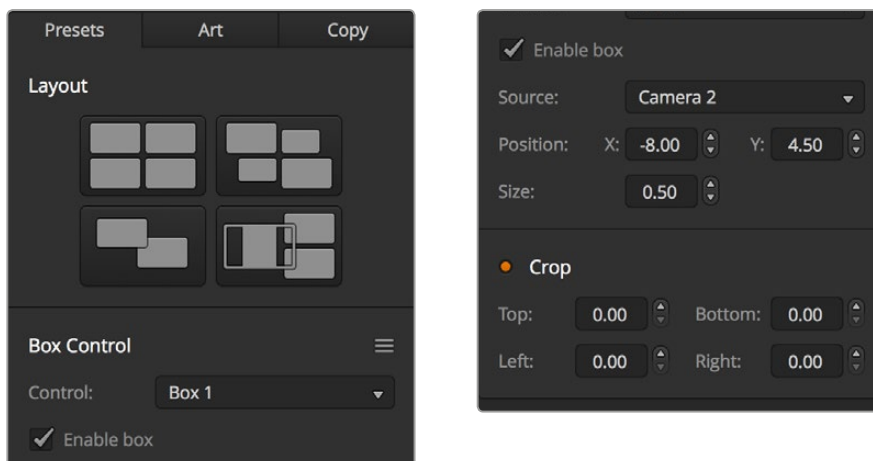 Presets Art Copy
Layout
Box Control
Control: Box 1
Enable box
Enable box
Source: Camera 2
Position: X: -8.00 Y: 4.50
Size: 0.50
Crop
Top: 0.00 Bottom: 0.00
Left: 0.00 Right: 0.00